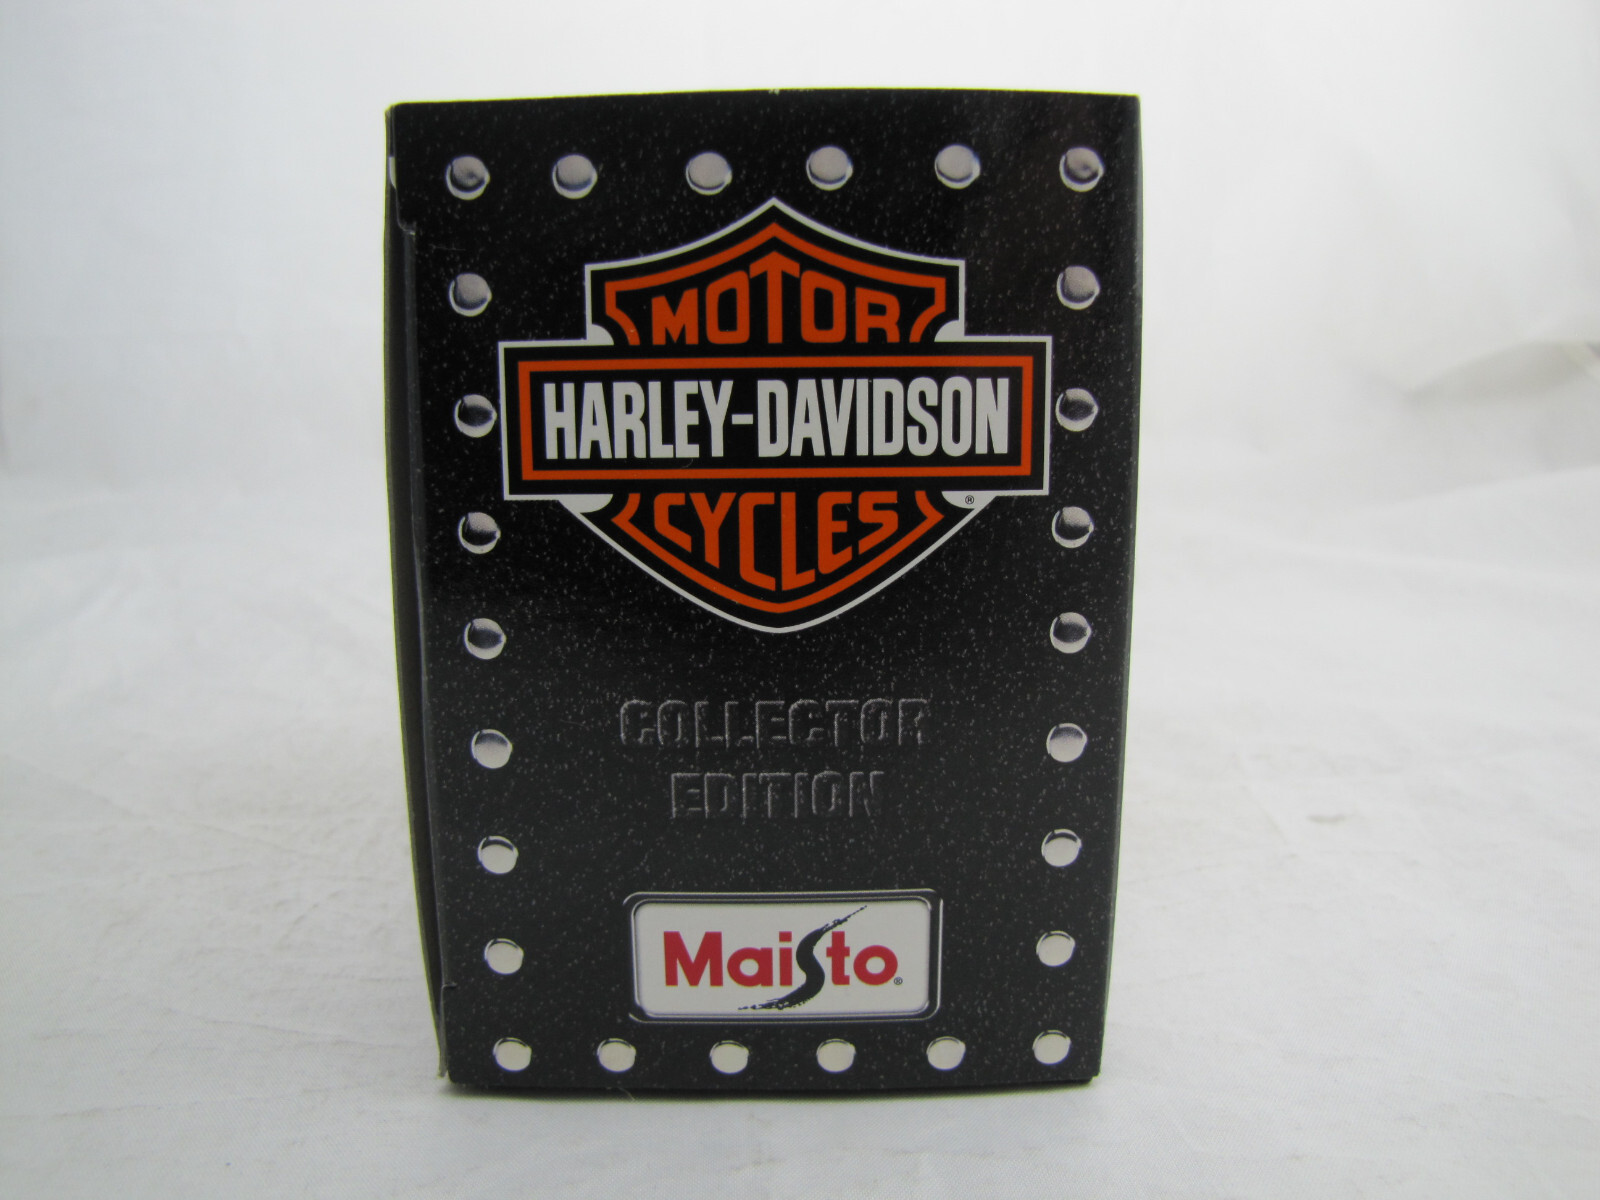 MOTOR
HARLEY-DAVIDSON
CYCLES
®
COLLECTOR
EDITION
Maisto®